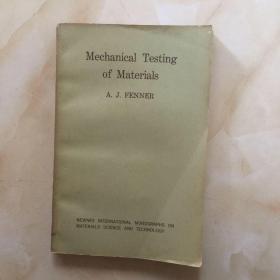 Mechanical Testing
of Materials
A. J. FENNER
NEWNES INTERNATIONAL MONOGRAPHS ON
MATERIALS SCIENCE AND TECHNOLOGY